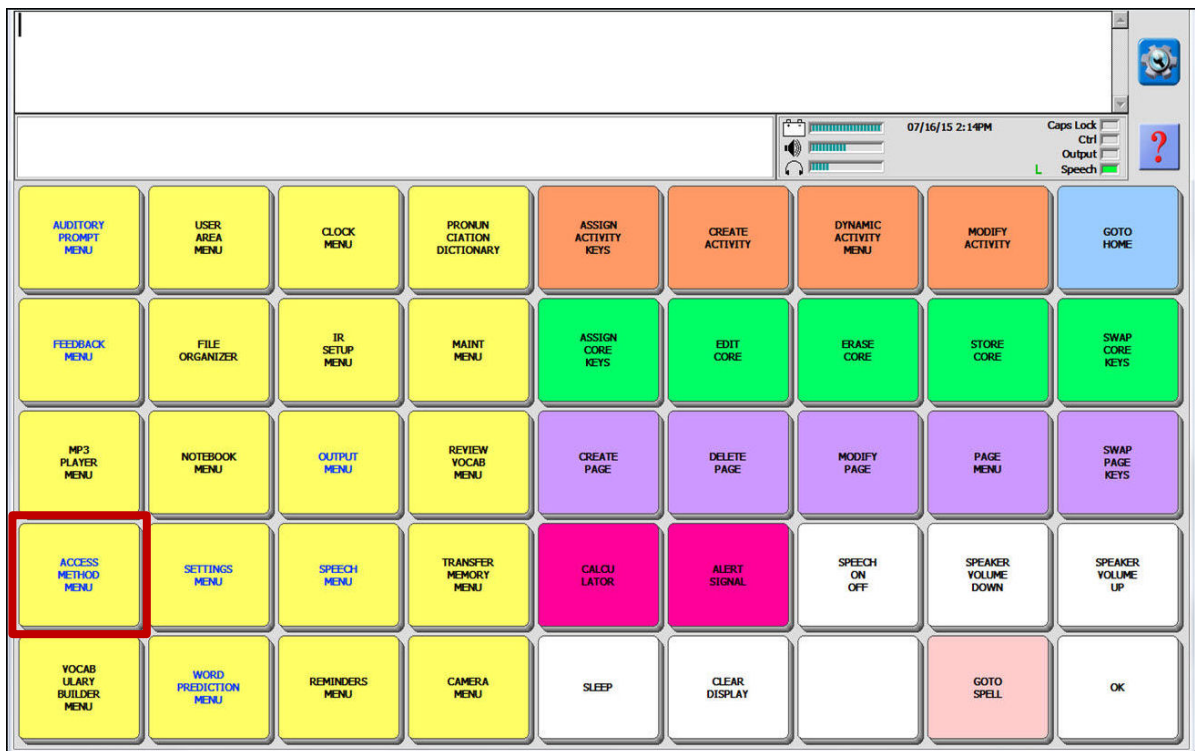 07/16/15 2:14PM
Caps Lock
Ctrl
Output
L Speech
?
AUDITORY
PROMPT
MENU
USER
AREA
MENU
CLOCK
MENU
PRONUN
CIATION
DICTIONARY
ASSIGN
ACTIVITY
KEYS
CREATE
ACTIVITY
DYNAMIC
ACTIVITY
MENU
MODIFY
ACTIVITY
GOTO
HOME
FEEDBACK
MENU
FILE
ORGANIZER
IR
SETUP
MENU
MAINT
MENU
ASSIGN
CORE
KEYS
EDIT
CORE
ERASE
CORE
STORE
CORE
SWAP
CORE
KEYS
MP3
PLAYER
MENU
NOTEBOOK
MENU
OUTPUT
MENU
REVIEW
VOCAB
MENU
CREATE
PAGE
DELETE
PAGE
MODIFY
PAGE
PAGE
MENU
SWAP
PAGE
KEYS
ACCESS
METHOD
MENU
SETTINGS
MENU
SPEECH
MENU
TRANSFER
MEMORY
MENU
CALCU
LATOR
ALERT
SIGNAL
SPEECH
ON
OFF
SPEAKER
VOLUME
DOWN
SPEAKER
VOLUME
UP
VOCAB
ULARY
BUILDER
MENU
WORD
PREDICTION
MENU
REMINDERS
MENU
CAMERA
MENU
SLEEP
CLEAR
DISPLAY
GOTO
SPELL
OK